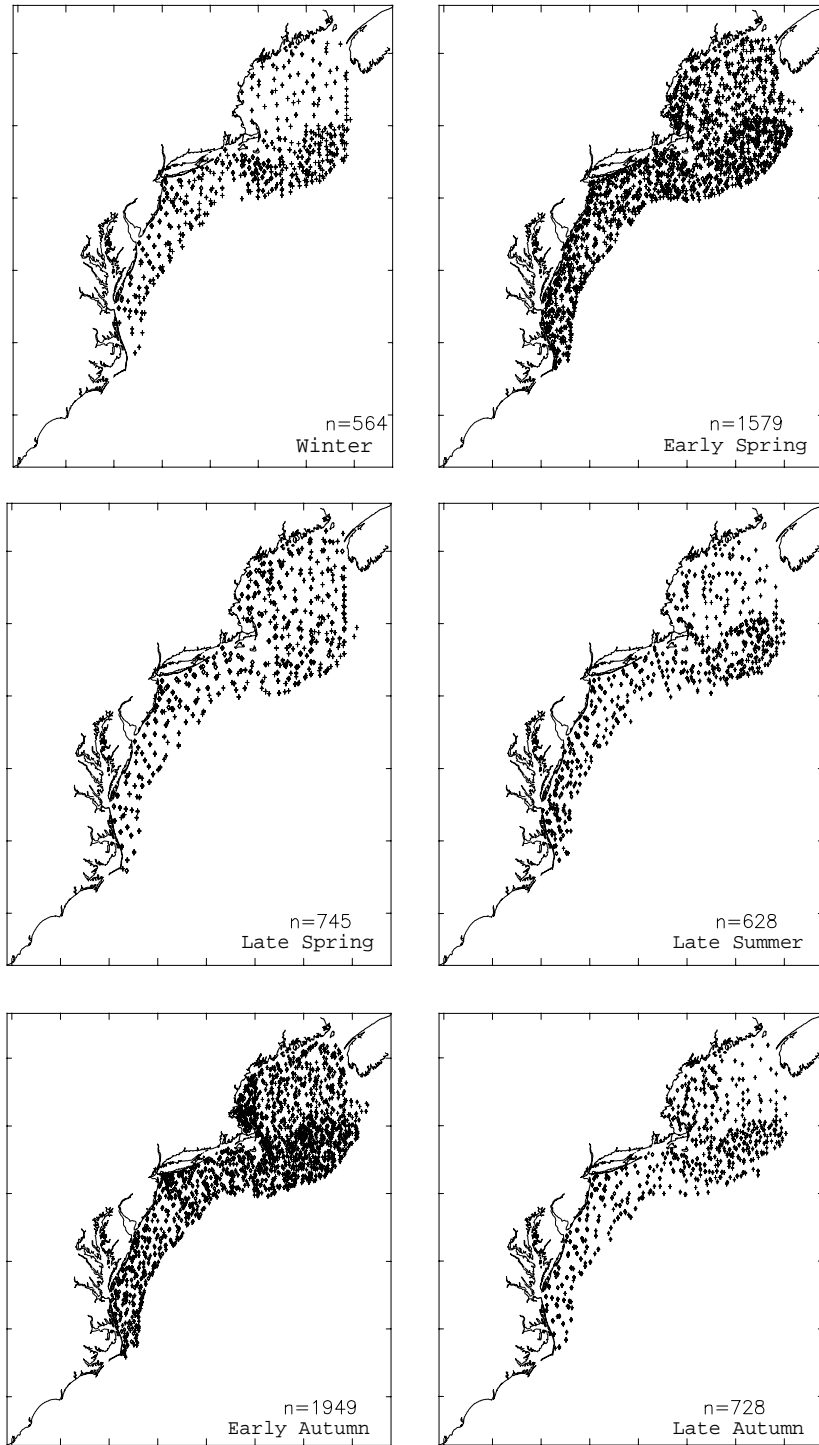 n=564
Winter
n=1579
Early Spring
n=745
Late Spring
n=628
Late Summer
n=1949
Early Autumn
n=728
Late Autumn